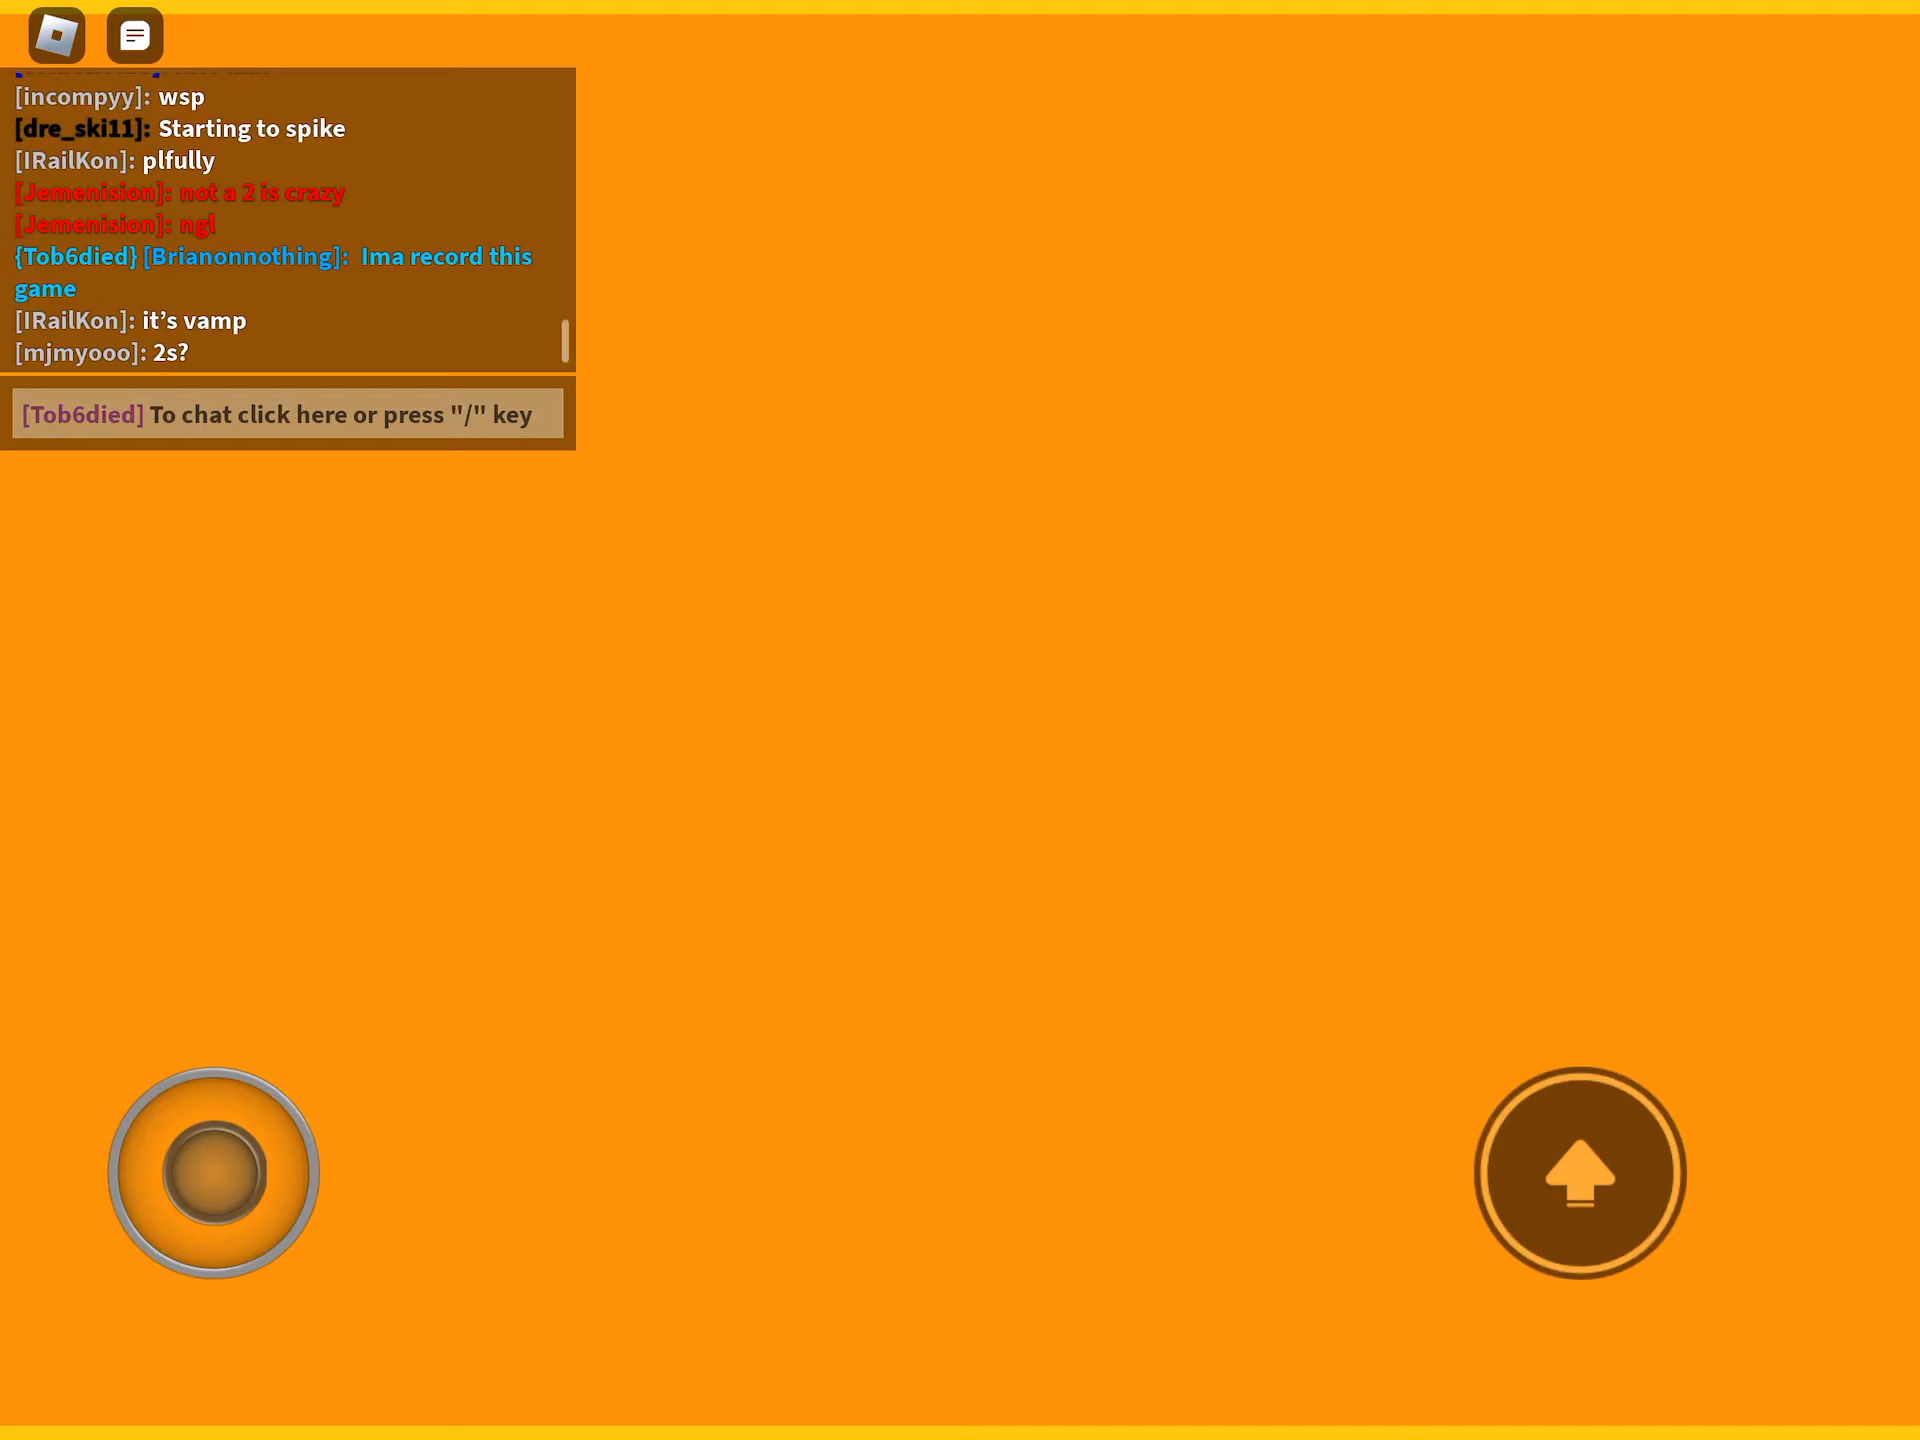 [incompyy]: wsp
[dre_ski11]: Starting to spike
[IRailKon]: plfully
[Jemenision]: not a 2 is crazy
[Jemenision]: ngl
{Tob6died} [Brianonnothing]: Ima record this
game
[IRailKon]: it’s vamp
[mjmyooo]: 2s?
[Tob6died] To chat click here or press "/" key